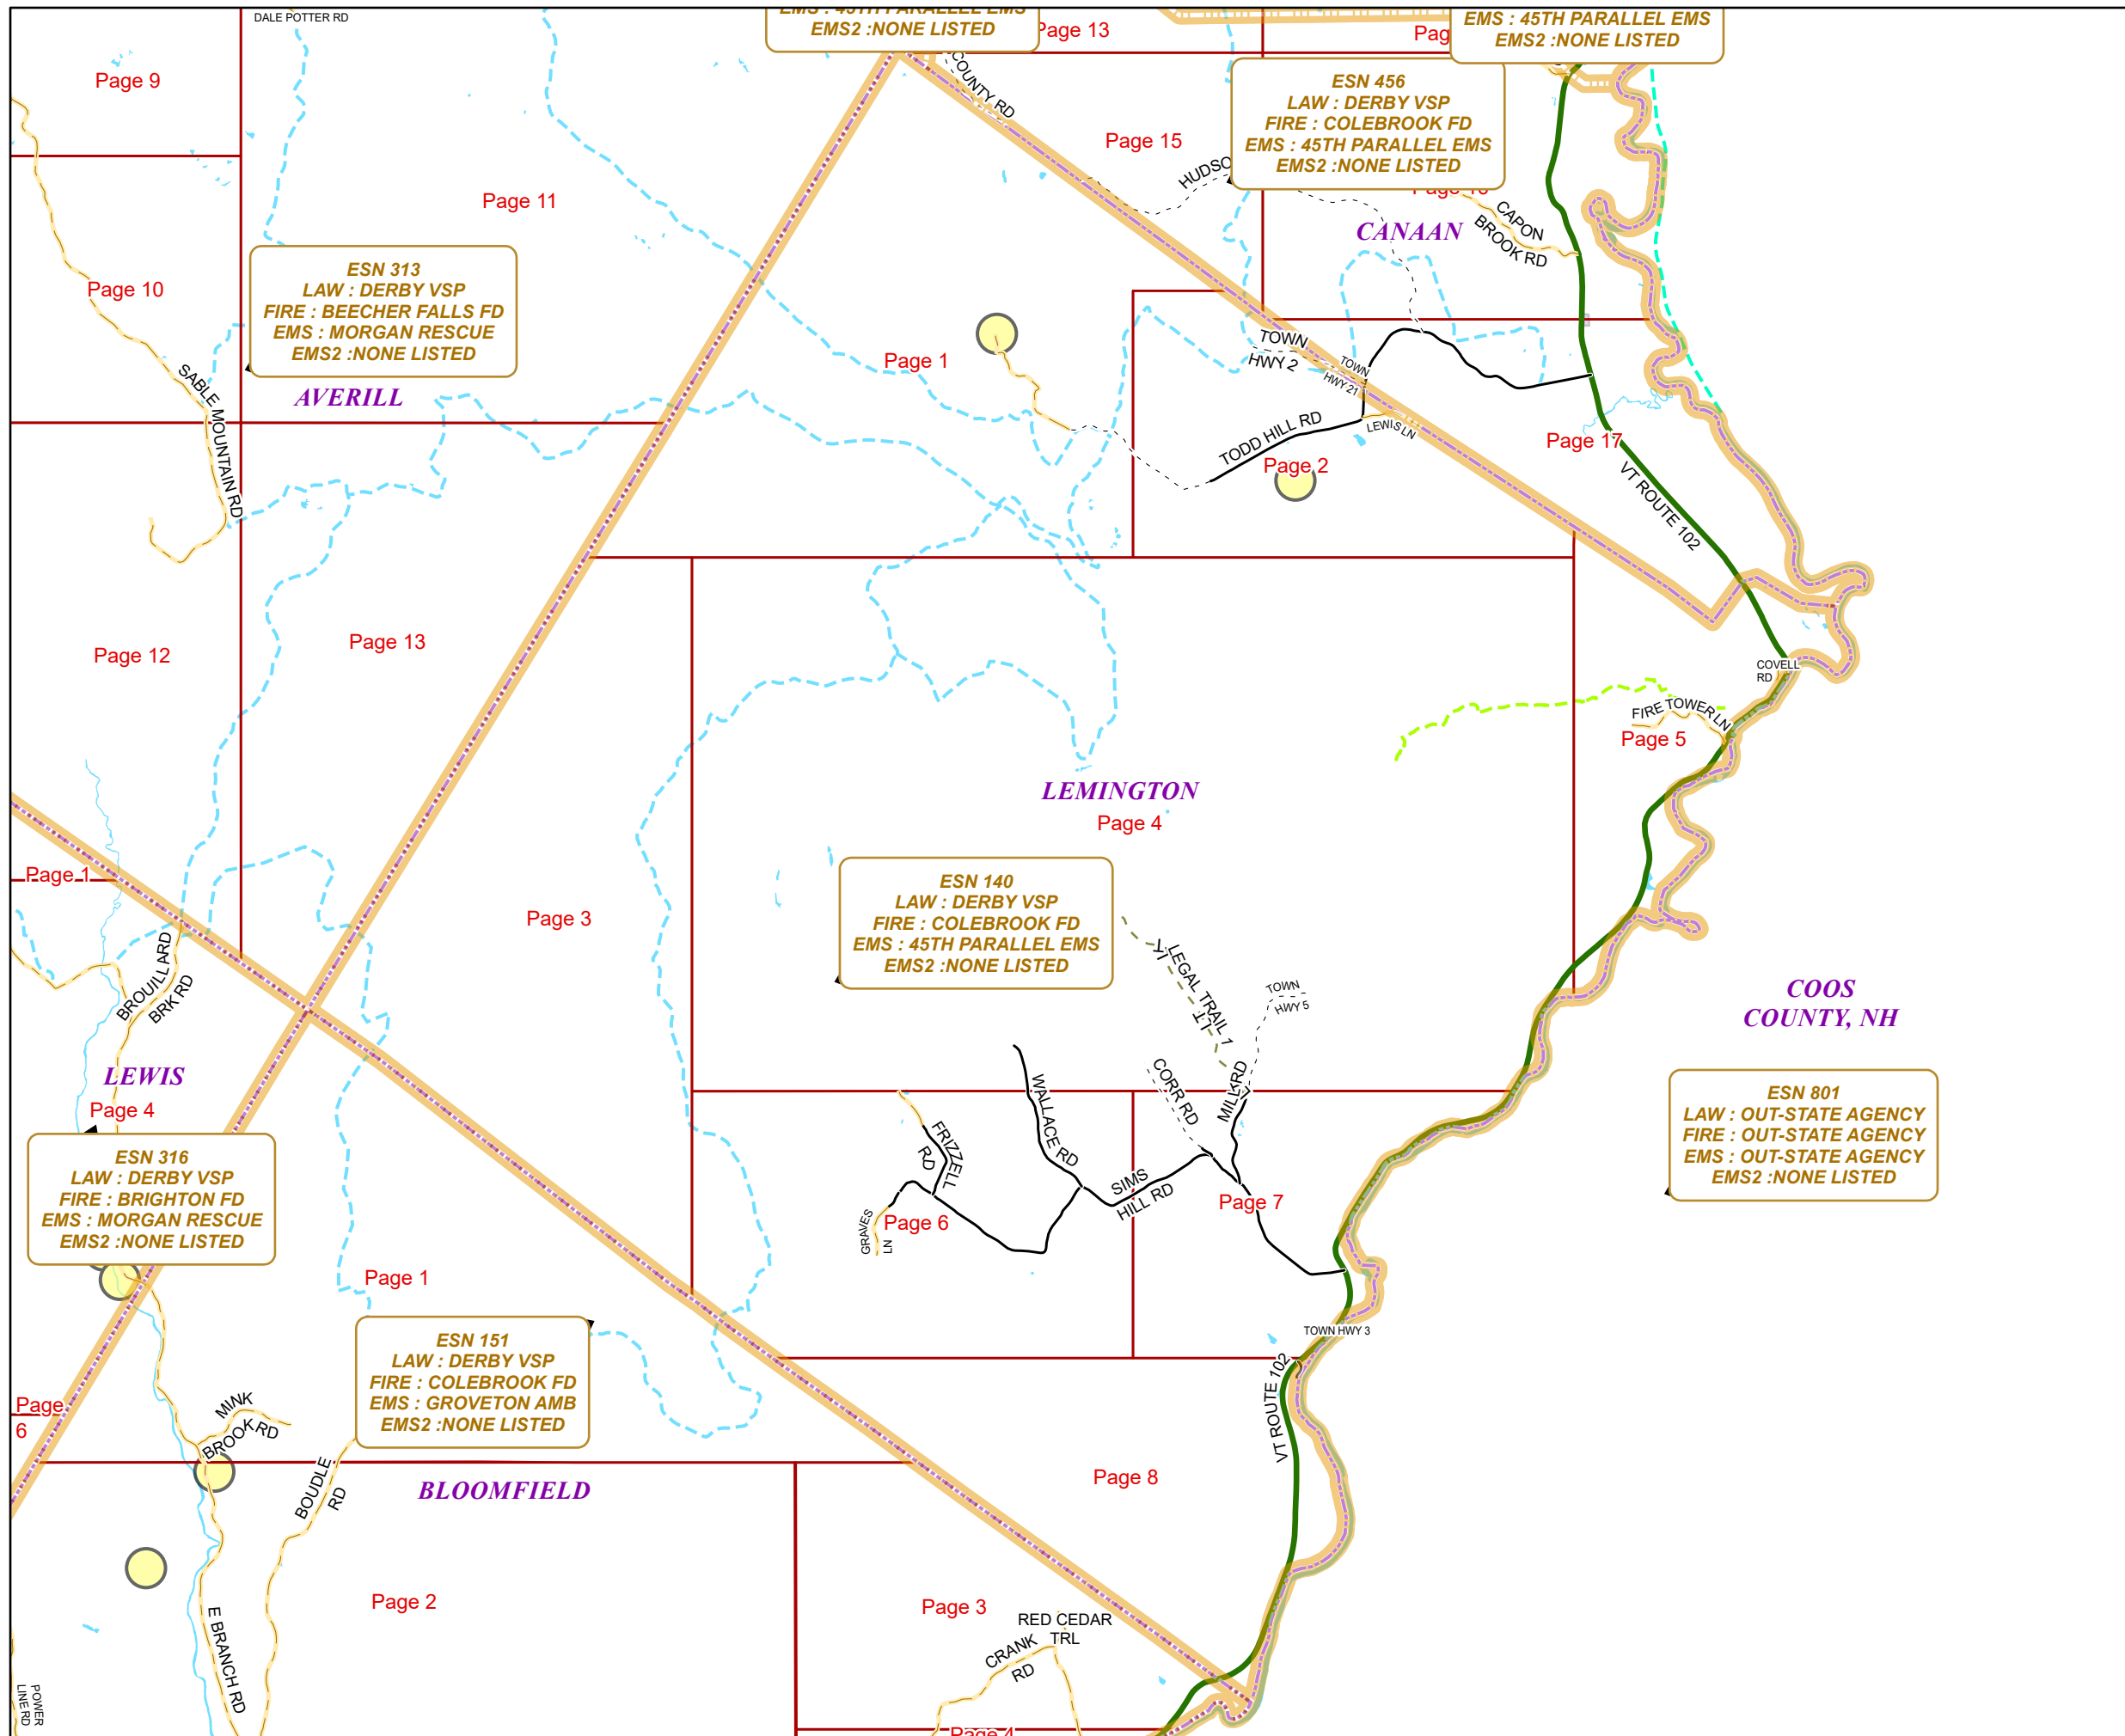 DALE POTTER RD
EMS : 45TH PARALLEL EMS
EMS2 :NONE LISTED
Page 13
EMS : 45TH PARALLEL EMS
EMS2 :NONE LISTED
Page 9
COUNTY RD
ESN 456
LAW : DERBY VSP
FIRE : COLEBROOK FD
EMS : 45TH PARALLEL EMS
EMS2 :NONE LISTED
Page 15
Page 11
CAPON
BROOK RD
CANAAN
ESN 313
LAW : DERBY VSP
FIRE : BEECHER FALLS FD
EMS : MORGAN RESCUE
EMS2 :NONE LISTED
Page 10
AVERILL
SABLE MOUNTAIN RD
Page 1
TOWN
HWY 2
TOWN
HWY 21
TODD HILL RD
LEWIS LN
Page 2
Page 17
VT ROUTE 102
Page 12
Page 13
COVELL
RD
FIRE TOWER LN
Page 5
LEMINGTON
Page 4
Page 1
Page 3
ESN 140
LAW : DERBY VSP
FIRE : COLEBROOK FD
EMS : 45TH PARALLEL EMS
EMS2 :NONE LISTED
BROUILLARD
BRK RD
LEGAL TRAIL 1
TOWN
HWY 5
COOS
COUNTY, NH
LEWIS
Page 4
ESN 316
LAW : DERBY VSP
FIRE : BRIGHTON FD
EMS : MORGAN RESCUE
EMS2 :NONE LISTED
WALLACE RD
CORR RD
MILL RD
ESN 801
LAW : OUT-STATE AGENCY
FIRE : OUT-STATE AGENCY
EMS : OUT-STATE AGENCY
EMS2 :NONE LISTED
FRIZZELL
RD
SIMS
HILL RD
Page 7
Page 6
GRAVES
LN
Page 1
TOWN HWY 3
ESN 151
LAW : DERBY VSP
FIRE : COLEBROOK FD
EMS : GROVETON AMB
EMS2 :NONE LISTED
VT ROUTE 102
Page
6
MINK
BROOK RD
BOUDLE
RD
BLOOMFIELD
Page 8
Page 2
Page 3
RED CEDAR
TRL
CRANK
RD
E BRANCH RD
POWER
LINE RD
Page 4